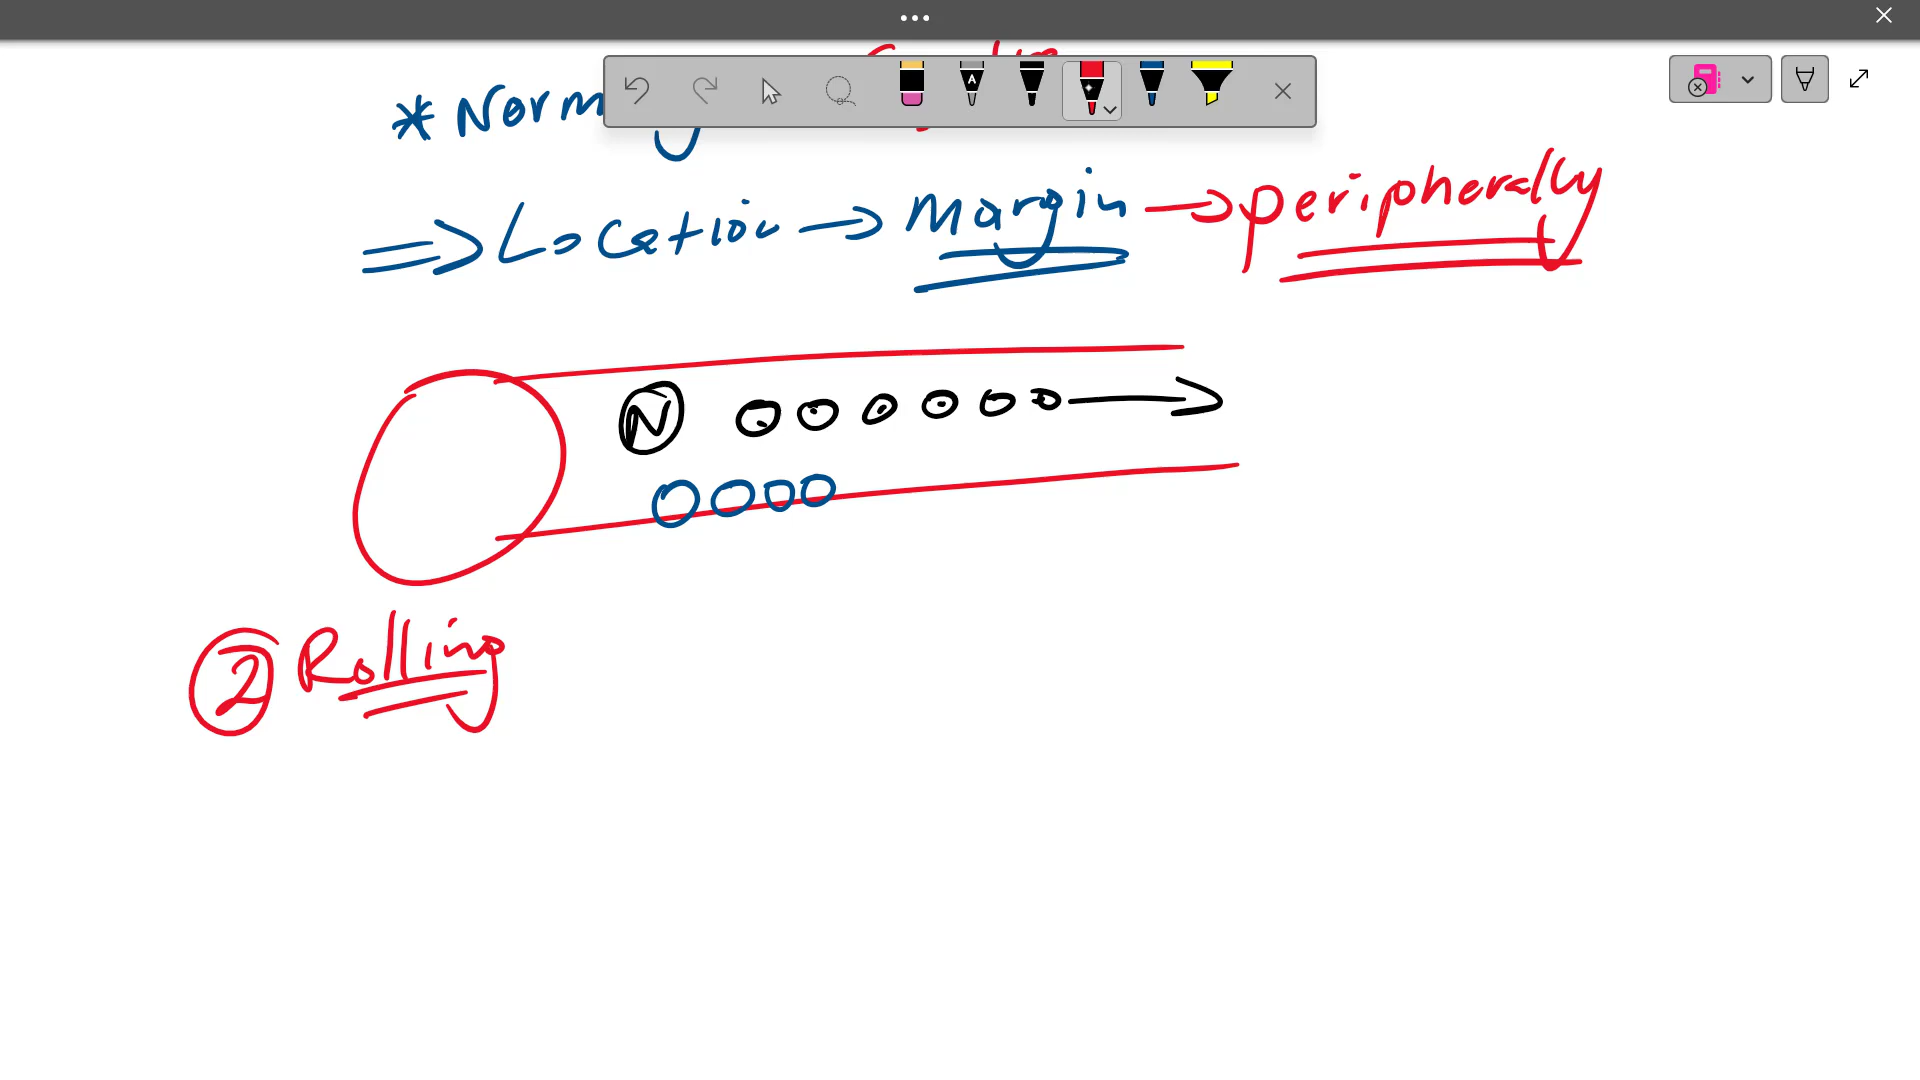 * Norm
⇒ Location → Margin → peripherally
N
② Rolling